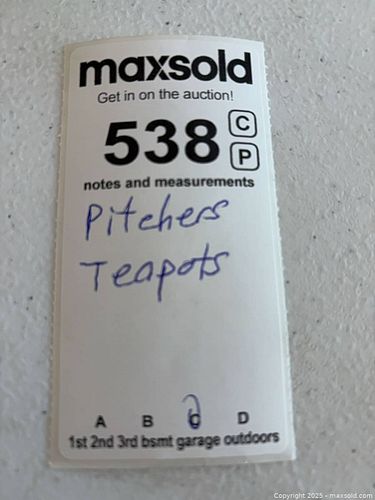 maxsold
Get in on the auction!
538 C
P
notes and measurements
Pitchers
Teapots
A B C D
1st 2nd 3rd bsmt garage outdoors
Copyright 2025 - maxsold.com